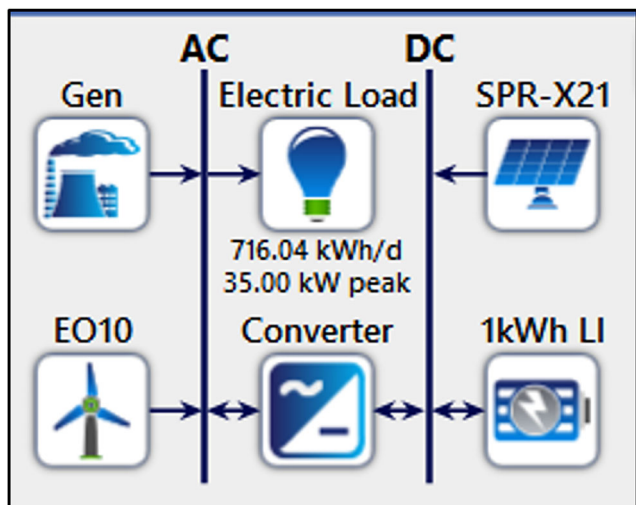 AC DC
Gen Electric Load SPR-X21
716.04 kWh/d
35.00 kW peak
EO10 Converter 1kWh LI